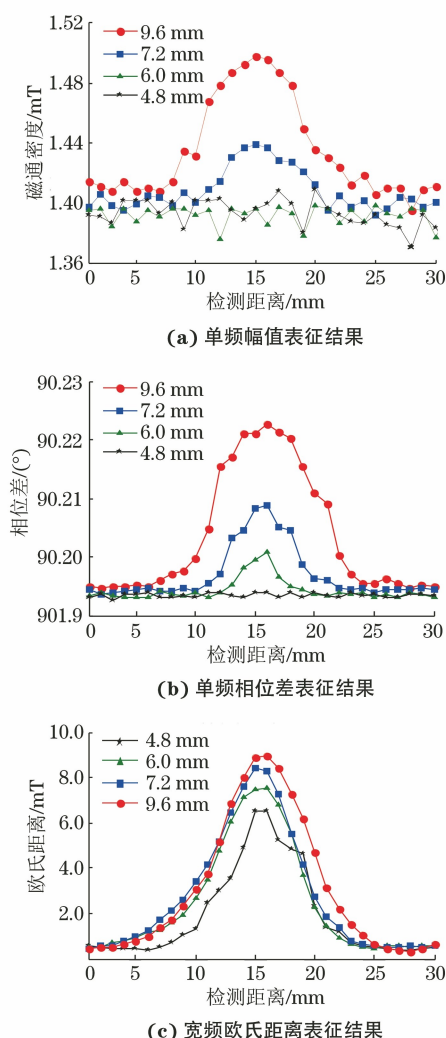 1.52
1.48
1.44
1.40
1.36
磁通密度/mT
9.6 mm
7.2 mm
6.0 mm
4.8 mm
0 5 10 15 20 25 30
检测距离/mm
(a) 单频幅值表征结果
90.23
90.22
90.21
90.20
901.9
相位差/(°)
9.6 mm
7.2 mm
6.0 mm
4.8 mm
0 5 10 15 20 25 30
检测距离/mm
(b) 单频相位差表征结果
10.0
8.0
6.0
4.0
2.0
欧氏距离/mT
4.8 mm
6.0 mm
7.2 mm
9.6 mm
0 5 10 15 20 25 30
检测距离/mm
(c) 宽频欧氏距离表征结果